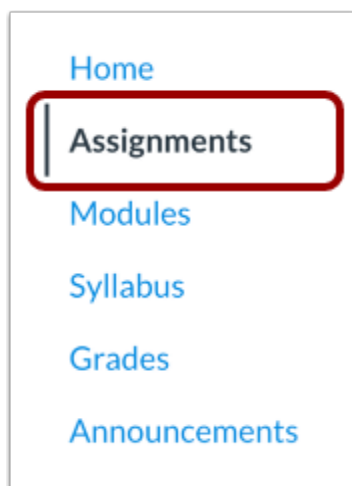 Home
Assignments
Modules
Syllabus
Grades
Announcements